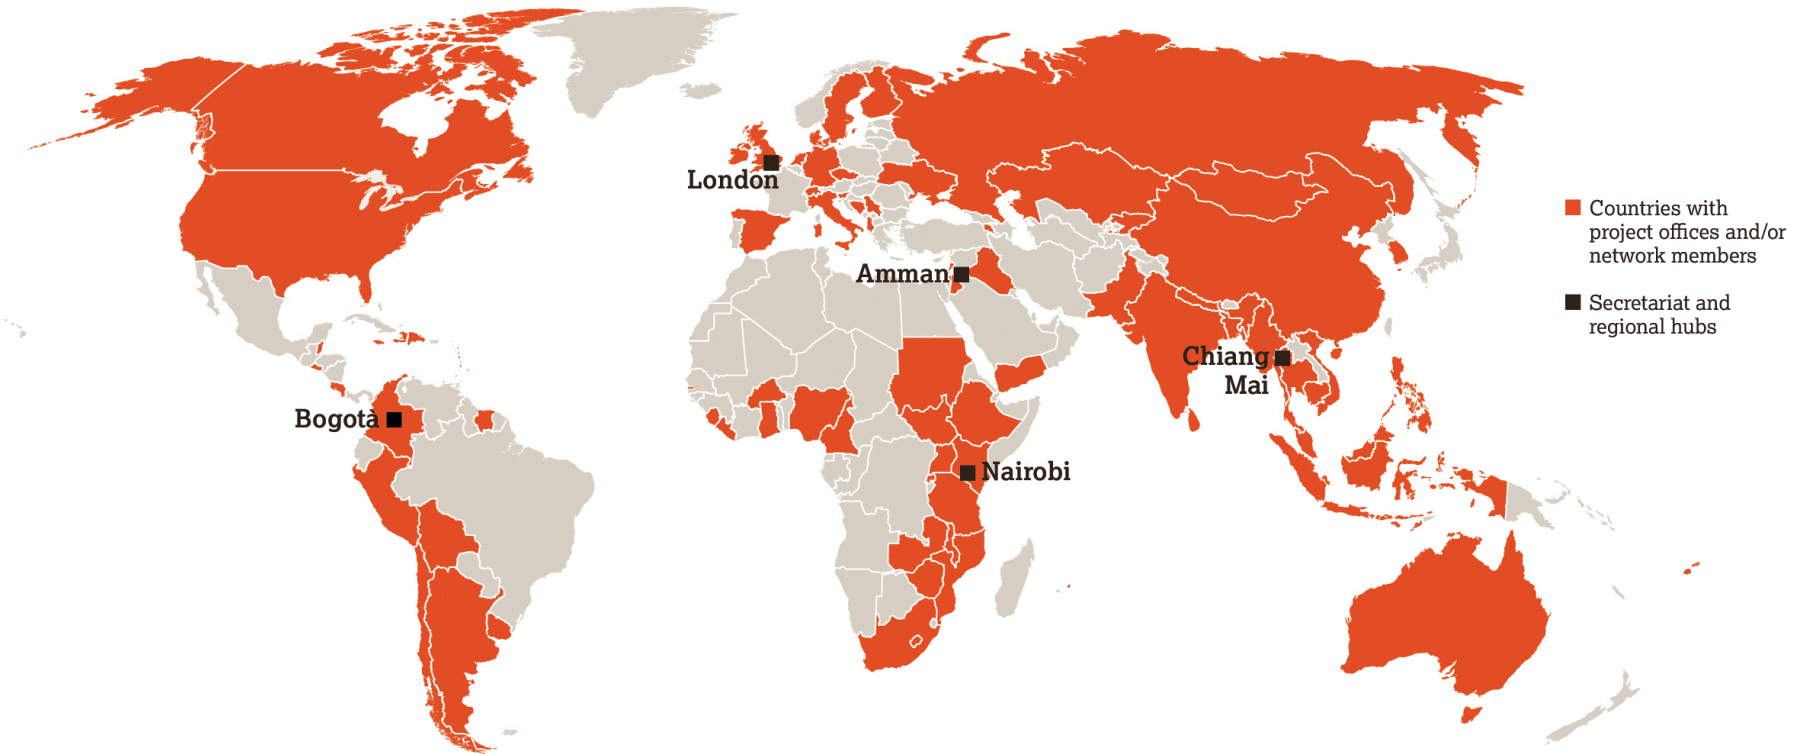 London
Amman
Chiang
Mai
Bogotà
Nairobi
Countries with
project offices and/or
network members
Secretariat and
regional hubs